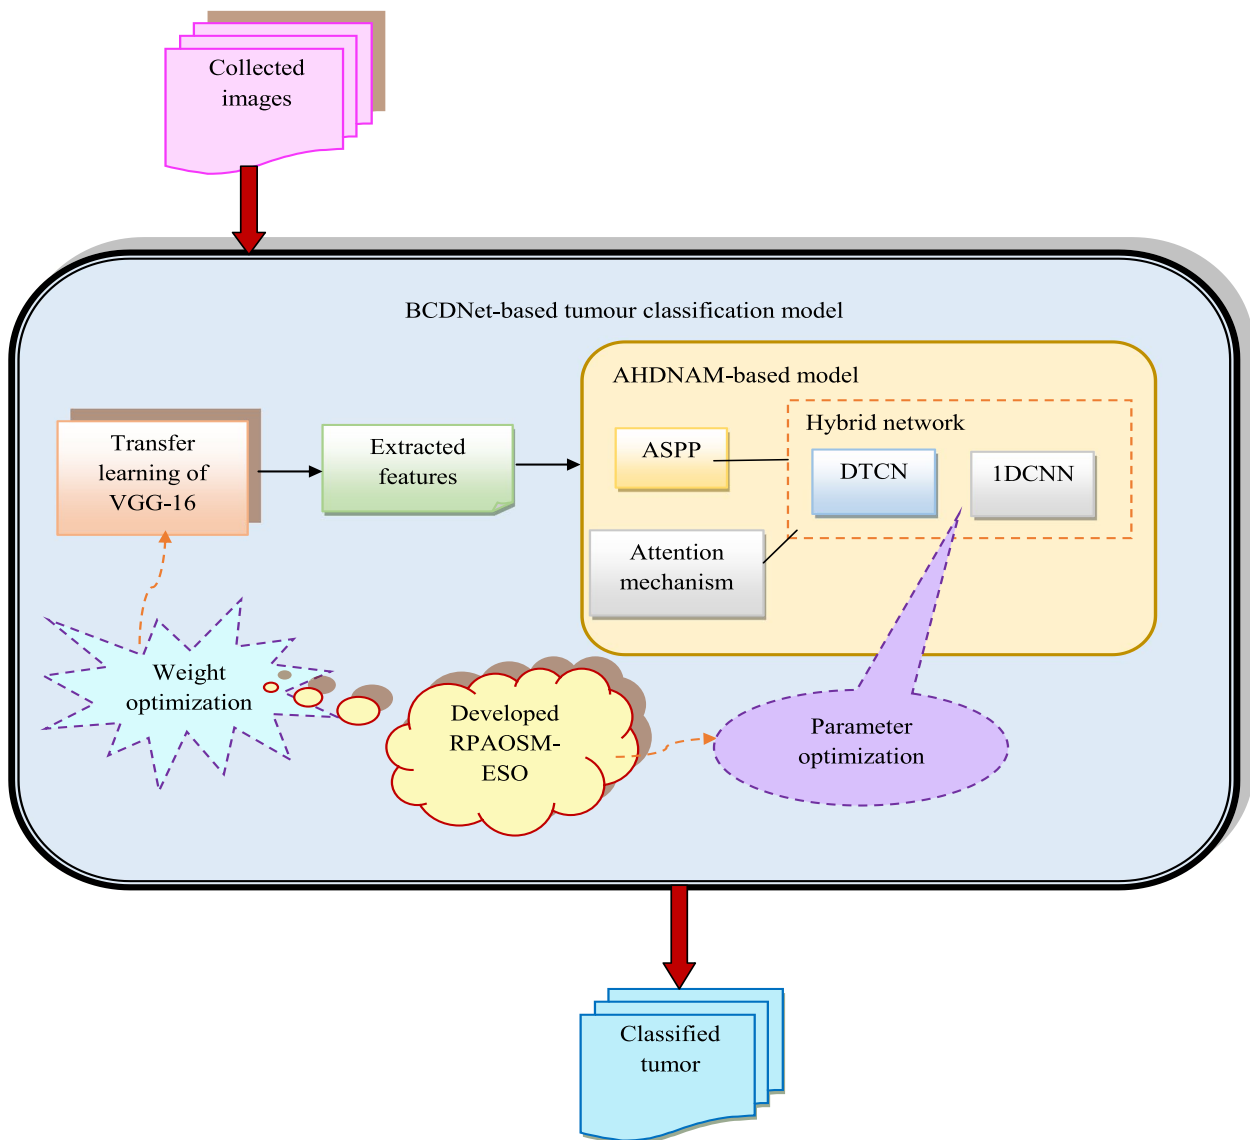 Collected
images
BCDNet-based tumour classification model
AHDNAM-based model
Hybrid network
Transfer
learning of
VGG-16
Extracted
features
ASPP
DTCN
1DCNN
Attention
mechanism
Weight
optimization
Developed
RPAOSM-
ESO
Parameter
optimization
Classified
tumor